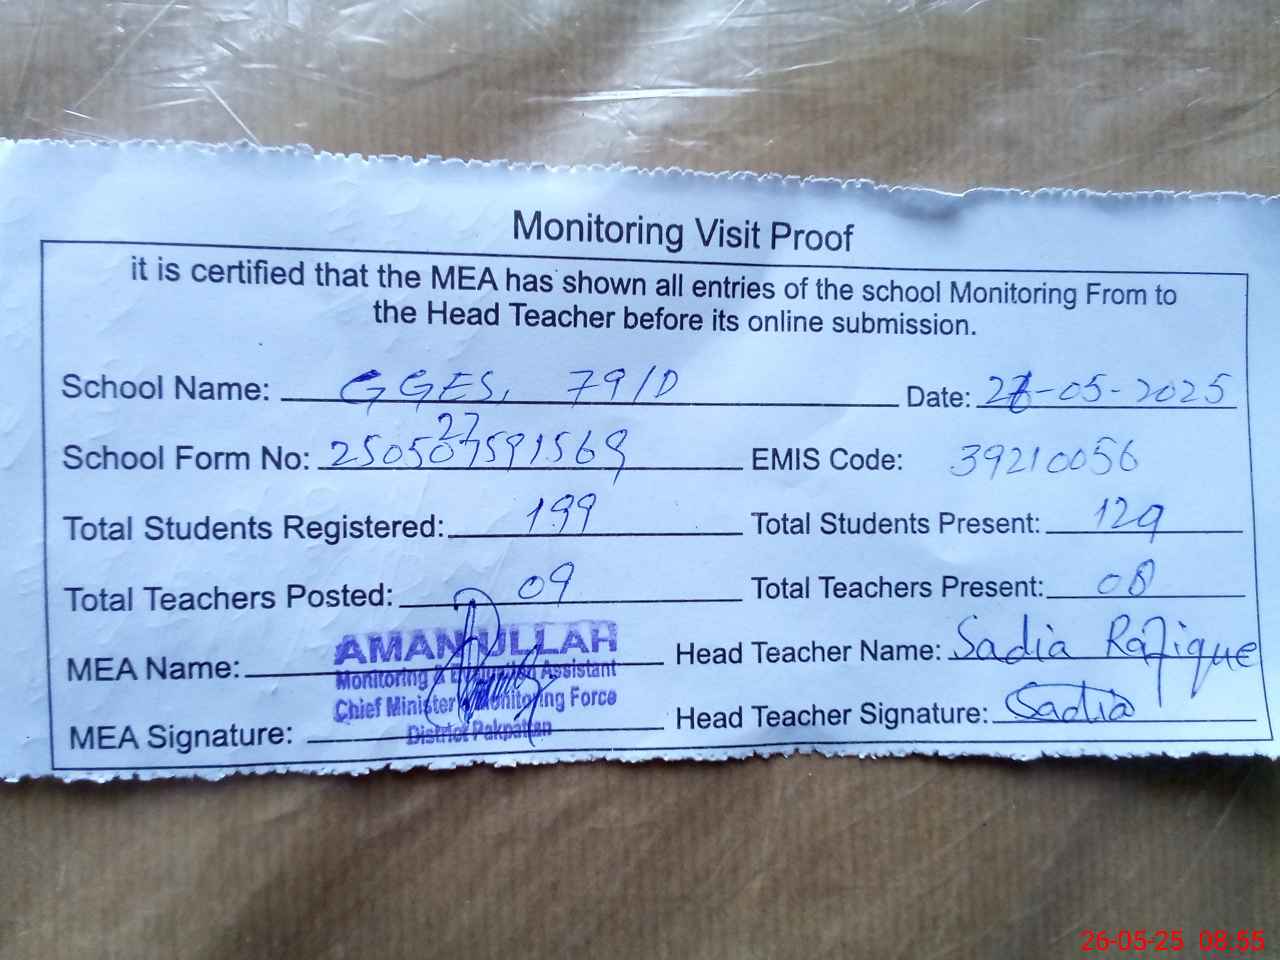 Monitoring Visit Proof
it is certified that the MEA has shown all entries of the school Monitoring From to
the Head Teacher before its online submission.
School Name: GGES, 79/D Date: -05-2025
27
School Form No: EMIS Code: 39210056
Total Students Registered: 199 Total Students Present: 129
Total Teachers Posted: 09 Total Teachers Present: 08
MEA Name: AMAN ULLAH Head Teacher Name: Sadia Rafique
Monitoring & Assistant
Chief Minister's Monitoring Force
MEA Signature: District Pakpattan Head Teacher Signature: Sadia
26-05-25 08:55